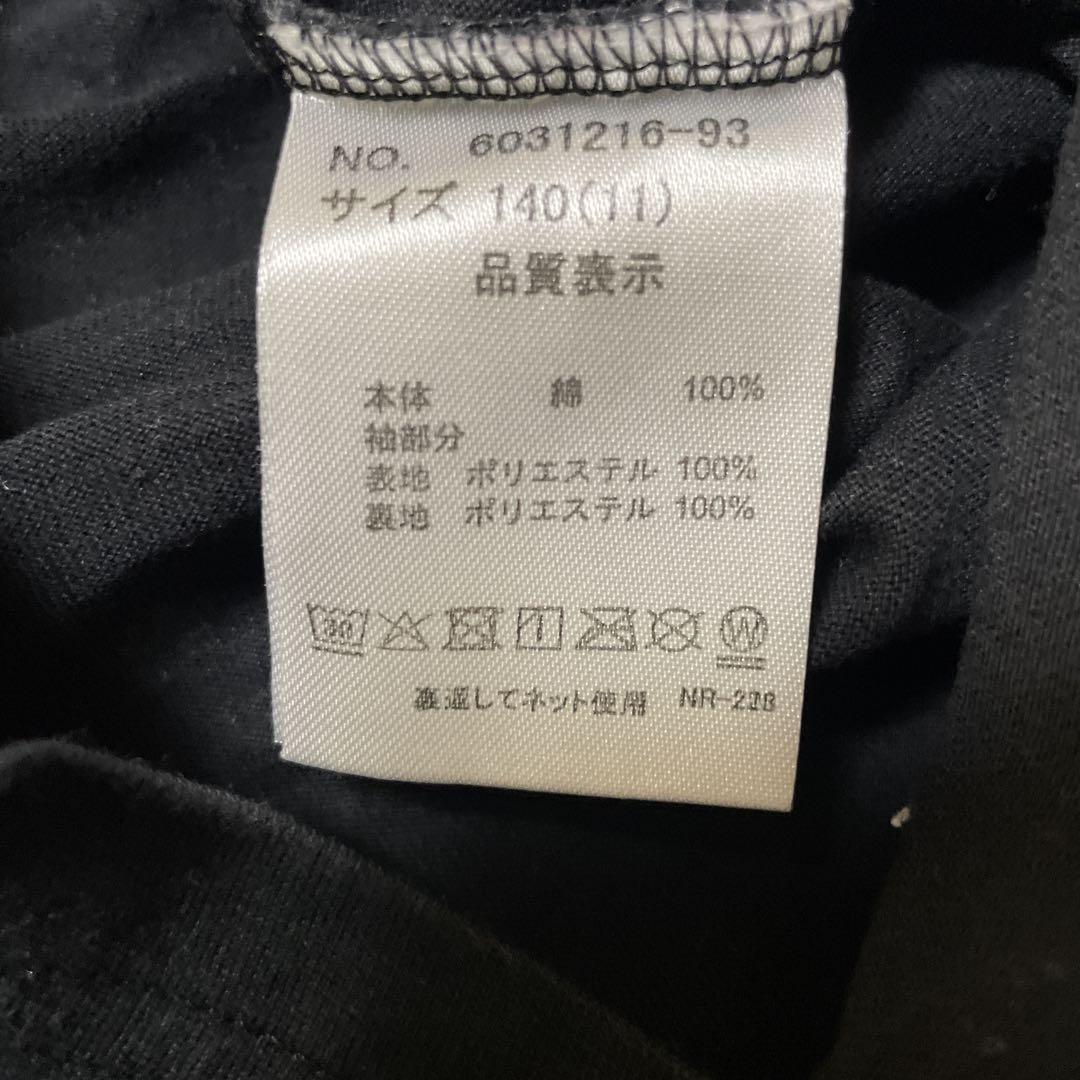 NO. 6031216-93
サイズ 140(11)
品質表示
本体 綿 100%
袖部分
表地 ポリエステル 100%
裏地 ポリエステル 100%
30
W
裏返してネット使用 NR-228